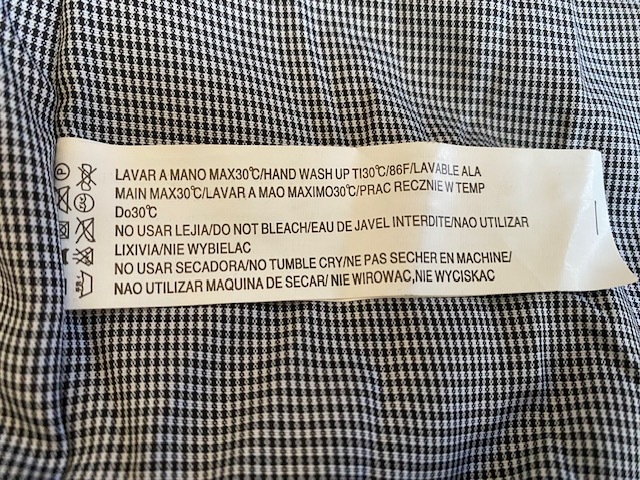 LAVAR A MANO MAX30℃/HAND WASH UP TI30℃/86F/LAVABLE ALA
MAIN MAX30℃/LAVAR A MAO MAXIMO30℃/PRAC RECZNIE W TEMP
Do30℃
NO USAR LEJIA/DO NOT BLEACH/EAU DE JAVEL INTERDITE/NAO UTILIZAR
LIXIVIA/NIE WYBIELAC
NO USAR SECADORA/NO TUMBLE CRY/NE PAS SECHER EN MACHINE/
NAO UTILIZAR MAQUINA DE SECAR/ NIE WIROWAC,NIE WYCISKAC